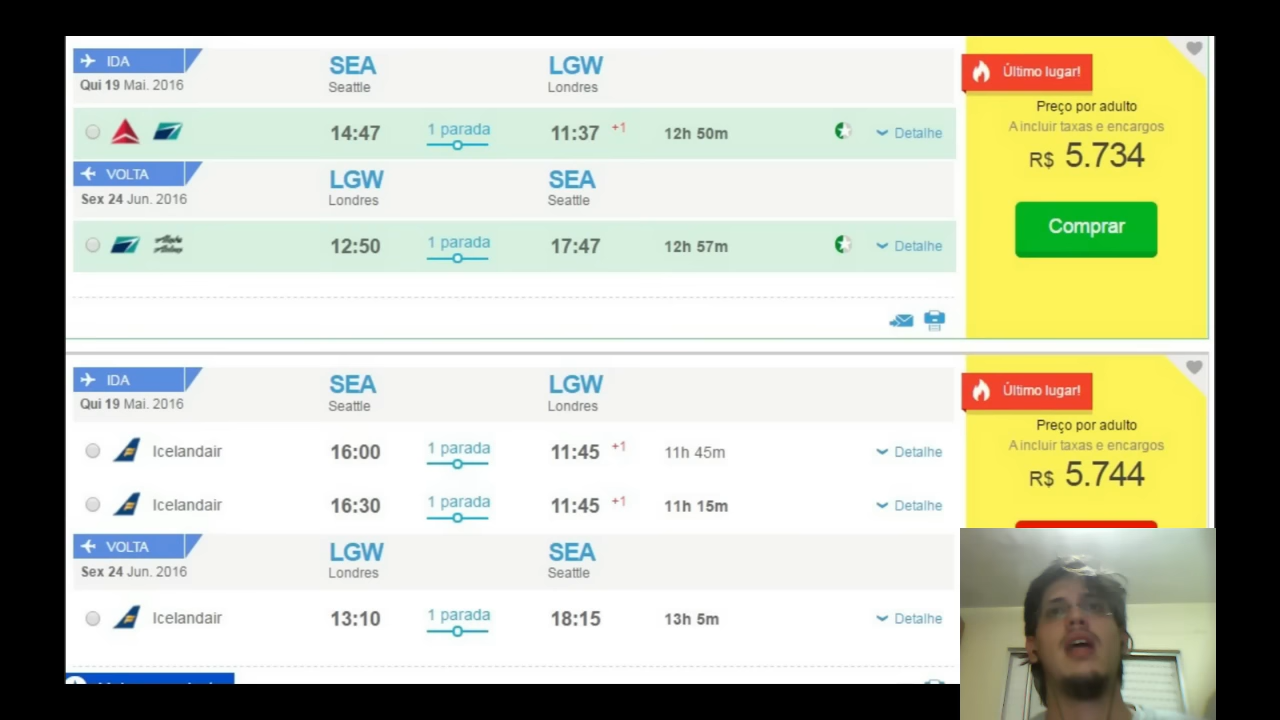 IDA SEA LGW
Qui 19 Mai. 2016 Seattle Londres
14:47 1 parada 11:37 +1 12h 50m Detalhe
VOLTA LGW SEA
Sex 24 Jun. 2016 Londres Seattle
12:50 1 parada 17:47 12h 57m Detalhe
Último lugar!
Preço por adulto
A incluir taxas e encargos
R$ 5.734
Comprar
IDA SEA LGW
Qui 19 Mai. 2016 Seattle Londres
Icelandair 16:00 1 parada 11:45 +1 11h 45m Detalhe
Icelandair 16:30 1 parada 11:45 +1 11h 15m Detalhe
VOLTA LGW SEA
Sex 24 Jun. 2016 Londres Seattle
Icelandair 13:10 1 parada 18:15 13h 5m Detalhe
Último lugar!
Preço por adulto
A incluir taxas e encargos
R$ 5.744